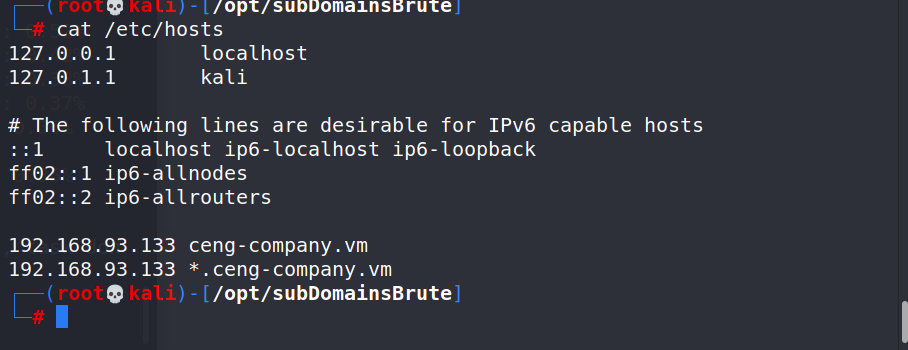 (root💀kali)-[/opt/subDomainsBrute]
# cat /etc/hosts
127.0.0.1       localhost
127.0.1.1       kali
: 0.37%
# The following lines are desirable for IPv6 capable hosts
::1     localhost ip6-localhost ip6-loopback
ff02::1 ip6-allnodes
ff02::2 ip6-allrouters
192.168.93.133 ceng-company.vm
192.168.93.133 *.ceng-company.vm
(root💀kali)-[/opt/subDomainsBrute]
#